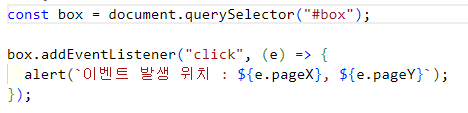 const box = document.querySelector("#box");
box.addEventListener("click", (e) => {
  alert(`이벤트 발생 위치 : ${e.pageX}, ${e.pageY}`);
});